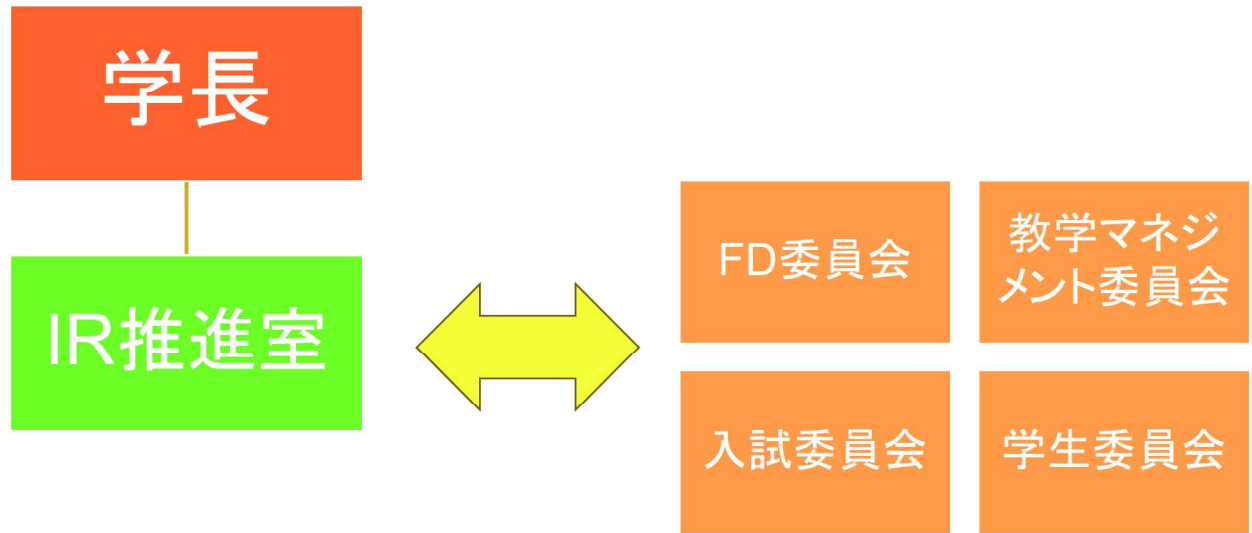 学長
IR推進室
FD委員会
教学マネジ
メント委員会
入試委員会
学生委員会